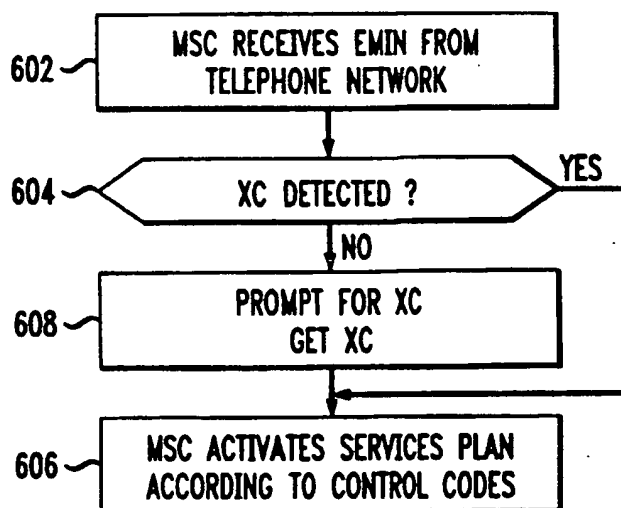 602
MSC RECEIVES EMIN FROM
TELEPHONE NETWORK
604
XC DETECTED ?
YES
NO
608
PROMPT FOR XC
GET XC
606
MSC ACTIVATES SERVICES PLAN
ACCORDING TO CONTROL CODES